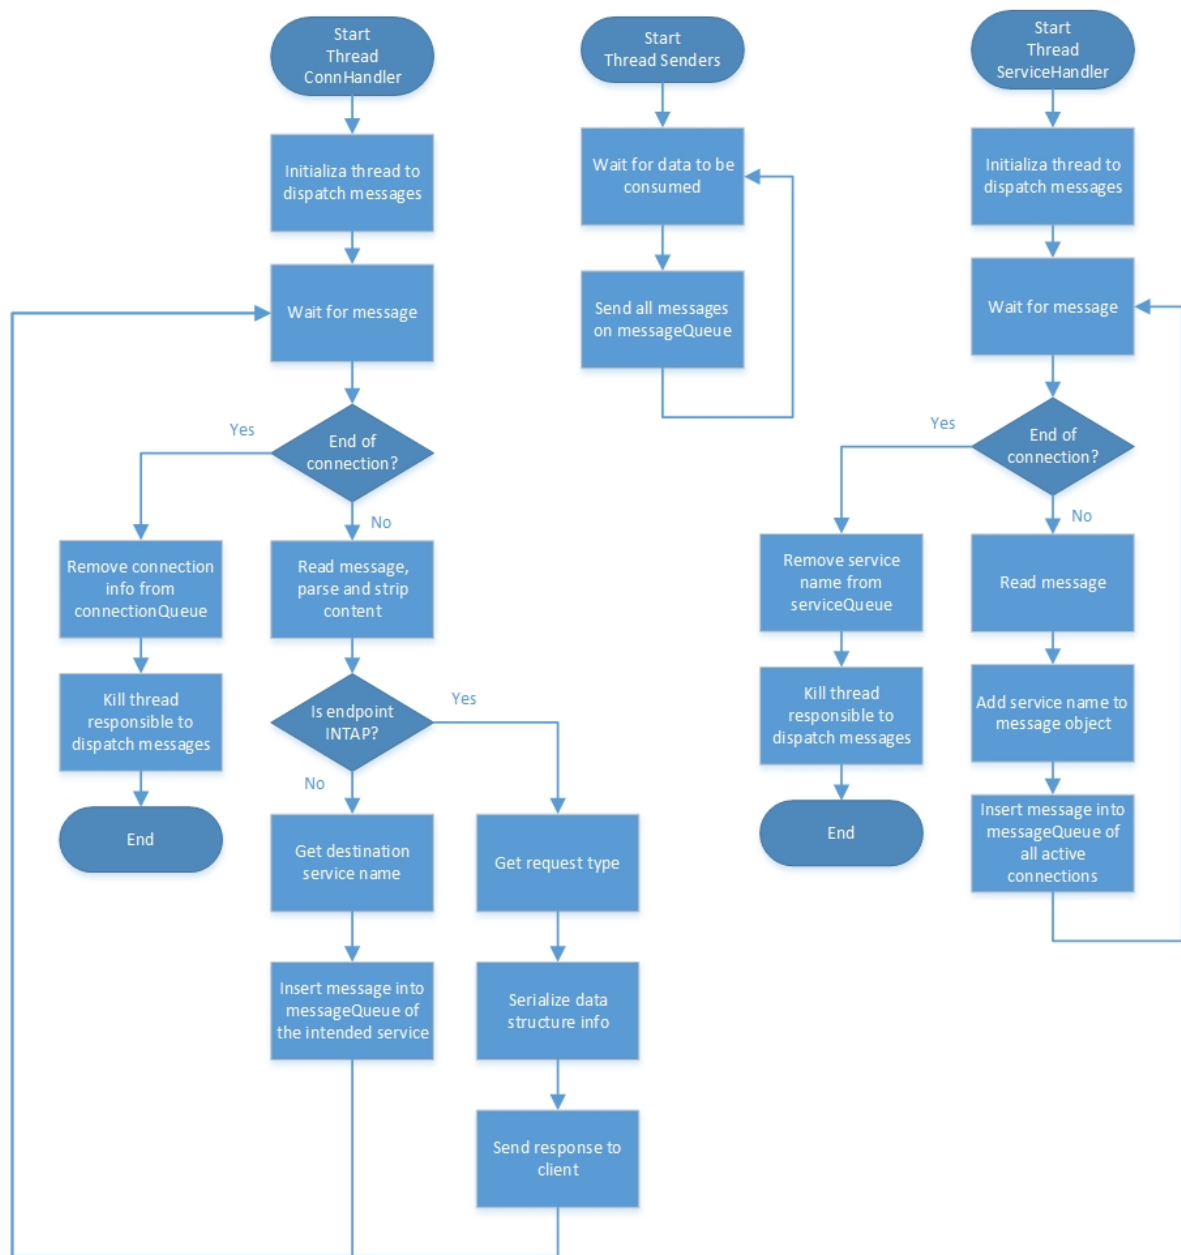 Start
Thread
ConnHandler
Initializa thread to
dispatch messages
Wait for message
End of
connection?
Yes
No
Remove connection
info from
connectionQueue
Kill thread
responsible to
dispatch messages
End
Read message,
parse and strip
content
Is endpoint
INTAP?
Yes
No
Get destination
service name
Insert message into
messageQueue of
the intended service
Get request type
Serialize data
structure info
Send response to
client
Start
Thread Senders
Wait for data to be
consumed
Send all messages
on messageQueue
Start
Thread
ServiceHandler
Initializa thread to
dispatch messages
Wait for message
End of
connection?
Yes
No
Remove service
name from
serviceQueue
Kill thread
responsible to
dispatch messages
End
Read message
Add service name to
message object
Insert message into
messageQueue of
all active
connections